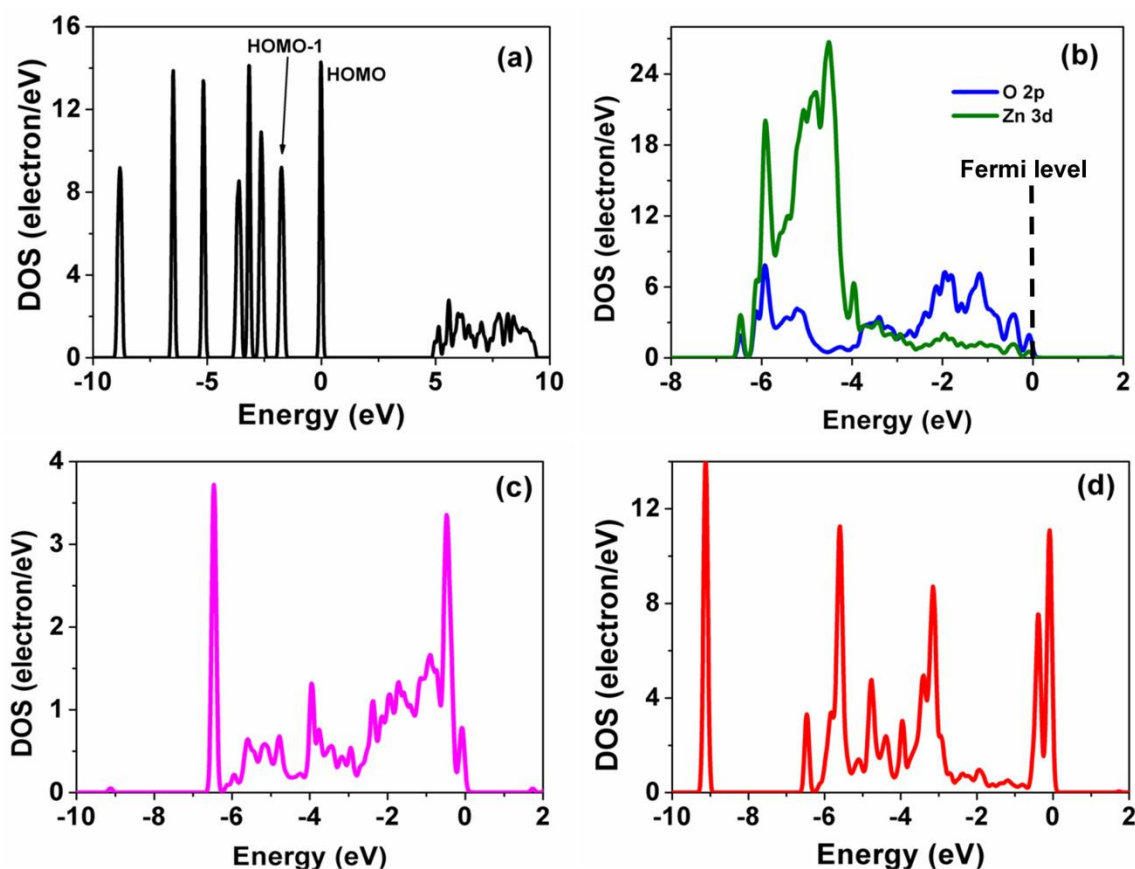 (a)
HOMO-1
HOMO
DOS (electron/eV)
16
12
8
4
0
-10
-5
0
5
10
Energy (eV)
(b)
O 2p
Zn 3d
Fermi level
DOS (electron/eV)
24
18
12
6
0
-8
-6
-4
-2
0
2
Energy (eV)
(c)
DOS (electron/eV)
4
3
2
1
0
-10
-8
-6
-4
-2
0
2
Energy (eV)
(d)
DOS (electron/eV)
12
8
4
0
-10
-8
-6
-4
-2
0
2
Energy (eV)